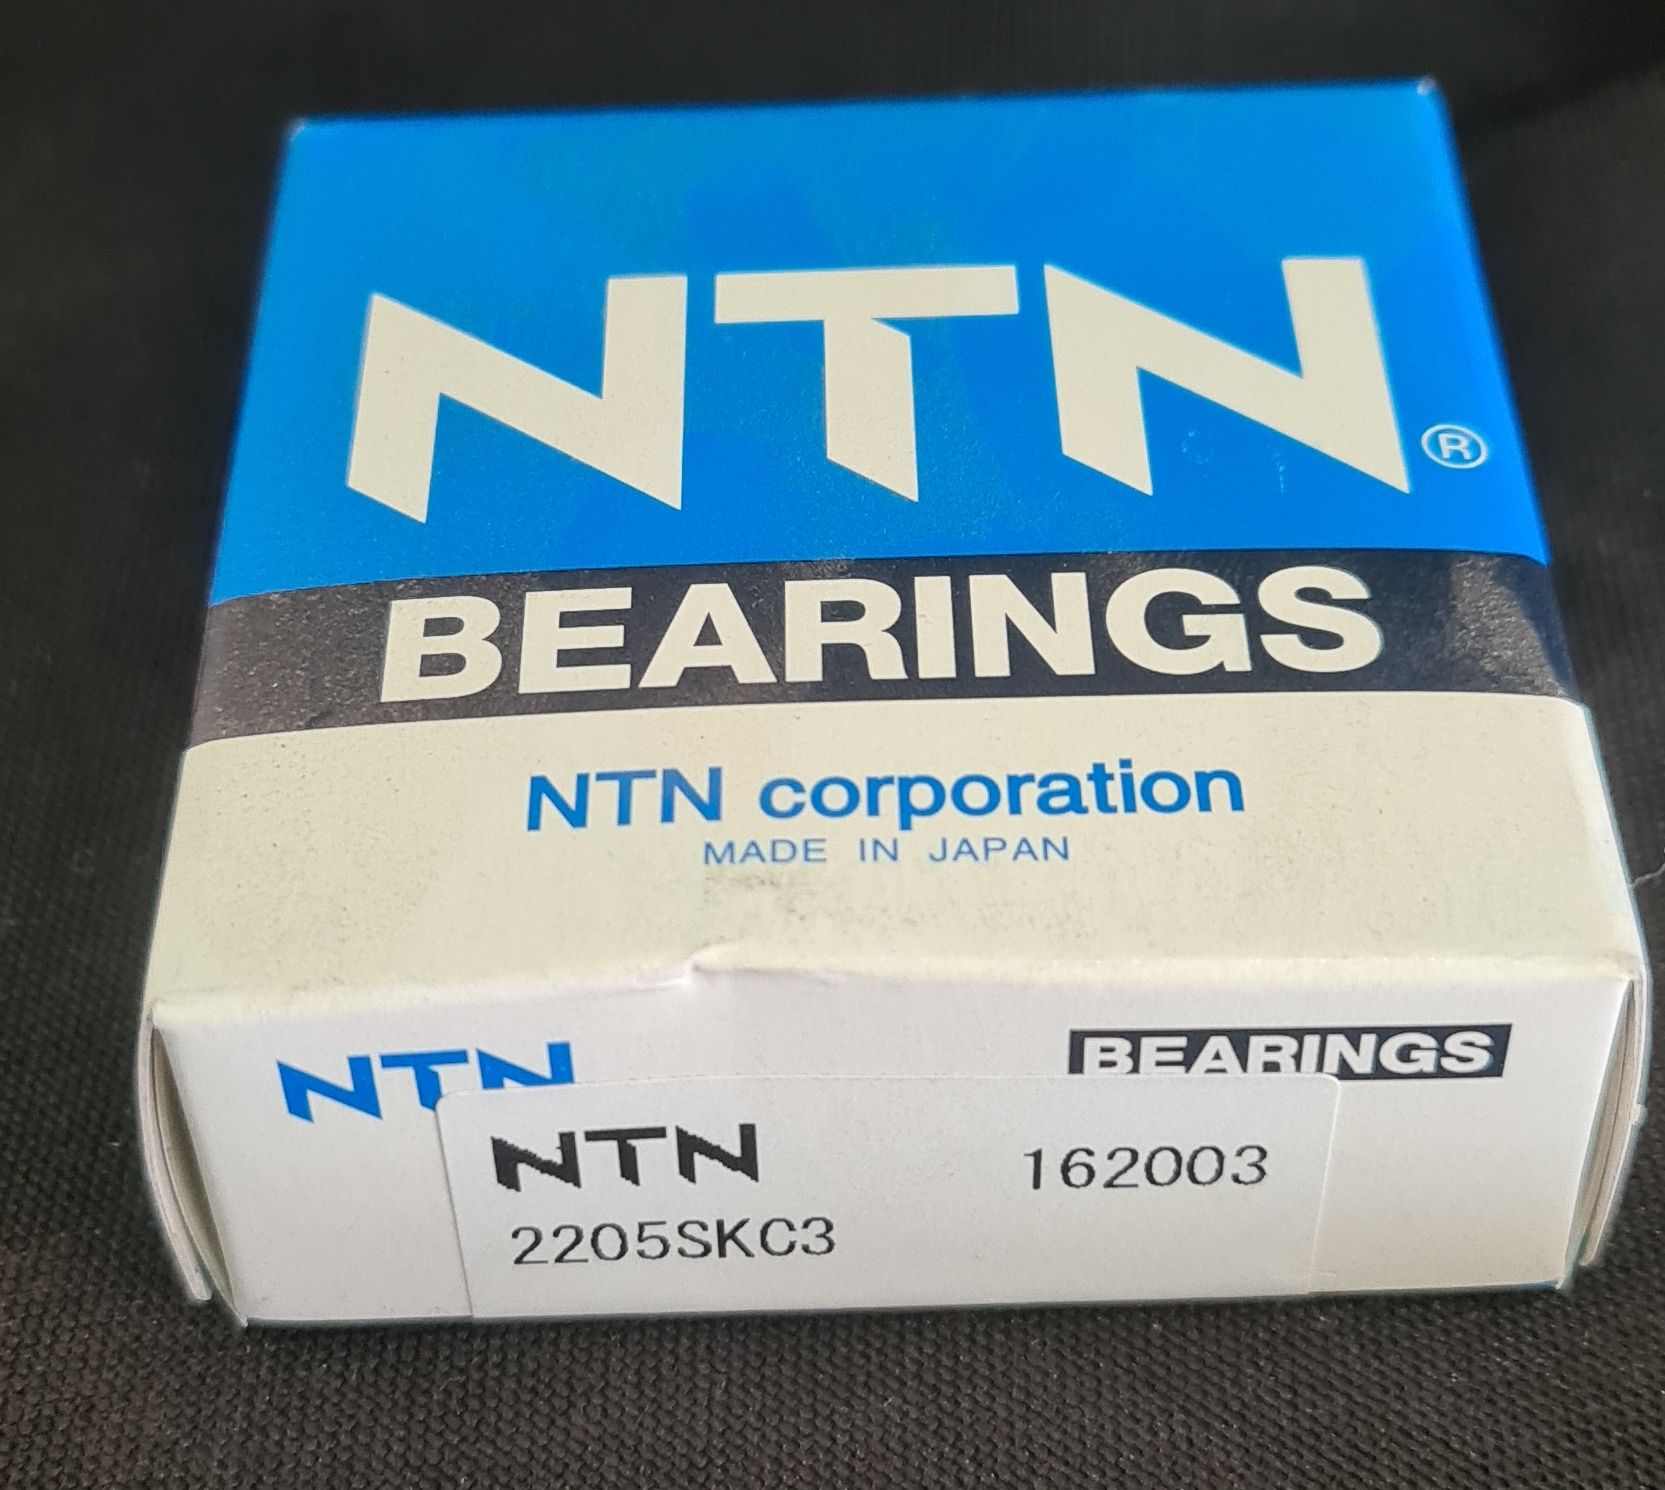 NTN®
BEARINGS
NTN corporation
MADE IN JAPAN
NTN BEARINGS
NTN 162003
2205SKC3